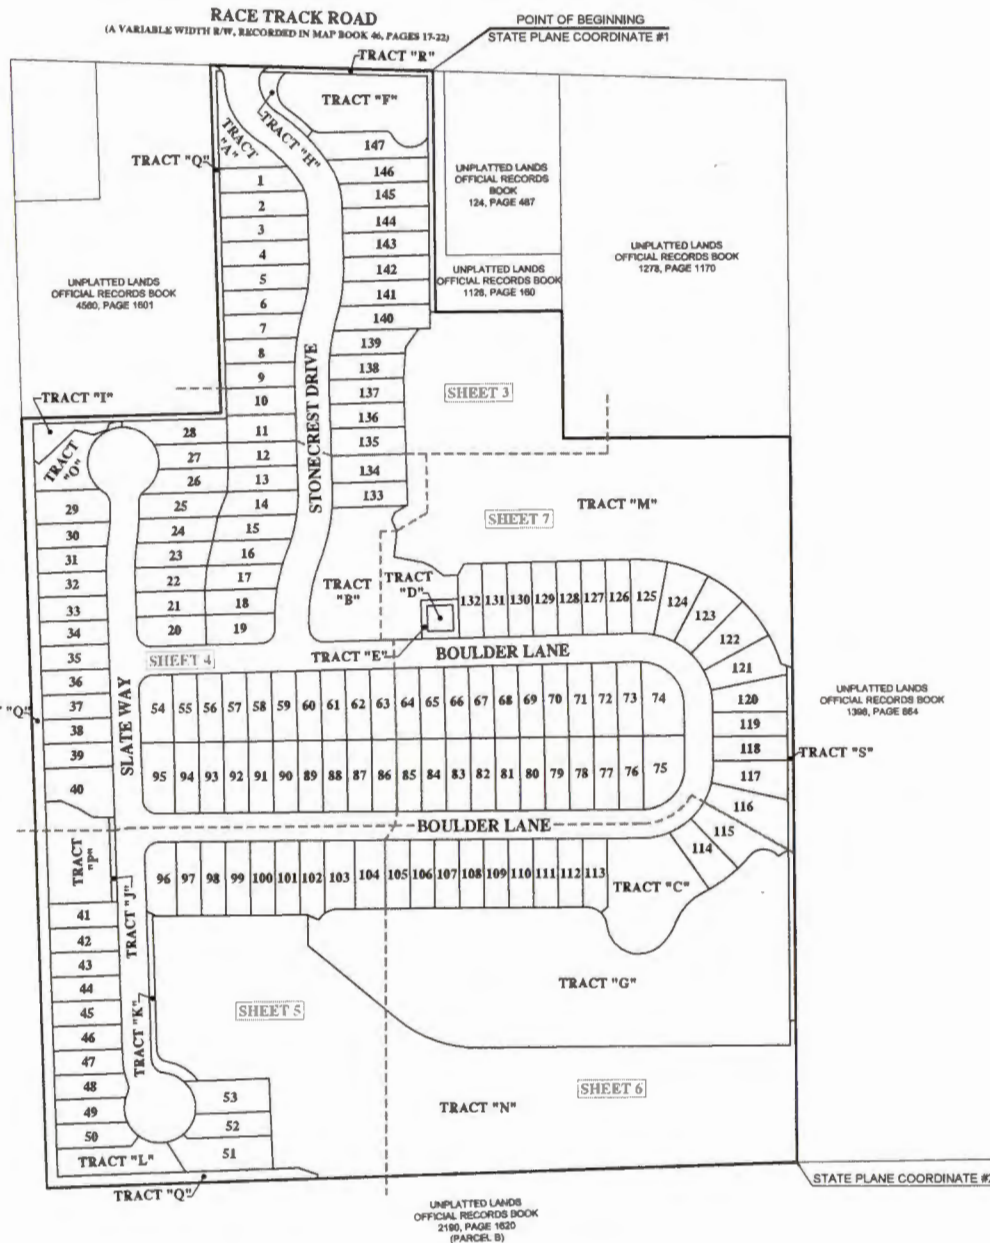 RACE TRACK ROAD
(A VARIABLE WIDTH R/W, RECORDED IN MAP BOOK 46, PAGES 17-22)
POINT OF BEGINNING
STATE PLANE COORDINATE #1
TRACT "R"
TRACT "F"
TRACT "H"
TRACT
"A"
TRACT "Q"
147
1
146
2
145
3
144
4
143
5
142
6
141
7
140
8
139
9
138
10
137
136
11
135
12
134
13
133
14
15
16
17
18
19
UNPLATTED LANDS
OFFICIAL RECORDS
BOOK
124, PAGE 487
UNPLATTED LANDS
OFFICIAL RECORDS BOOK
1126, PAGE 160
UNPLATTED LANDS
OFFICIAL RECORDS BOOK
1278, PAGE 1170
UNPLATTED LANDS
OFFICIAL RECORDS BOOK
4560, PAGE 1601
STONECREST DRIVE
SHEET 3
TRACT "I"
TRACT
"O"
28
27
26
25
24
23
22
21
20
29
30
31
32
33
34
35
36
37
38
39
40
SLATE WAY
SHEET 7
TRACT "M"
TRACT
"B"
TRACT
"D"
TRACT "E"
132 131 130 129 128 127 126 125 124
123
122
121
120
119
118
117
116
115
114
BOULDER LANE
SHEET 4
"Q"
54 55 56 57 58 59 60 61 62 63 64 65 66 67 68 69 70 71 72 73 74
95 94 93 92 91 90 89 88 87 86 85 84 83 82 81 80 79 78 77 76 75
UNPLATTED LANDS
OFFICIAL RECORDS BOOK
1398, PAGE 864
TRACT "S"
BOULDER LANE
TRACT
"P"
TRACT "J"
96 97 98 99 100 101 102 103 104 105 106 107 108 109 110 111 112 113
TRACT "C"
41
42
43
44
45
46
47
48
49
50
TRACT "K"
SHEET 5
TRACT "G"
SHEET 6
TRACT "N"
53
52
51
TRACT "L"
TRACT "Q"
STATE PLANE COORDINATE #2
UNPLATTED LANDS
OFFICIAL RECORDS BOOK
2190, PAGE 1620
(PARCEL B)